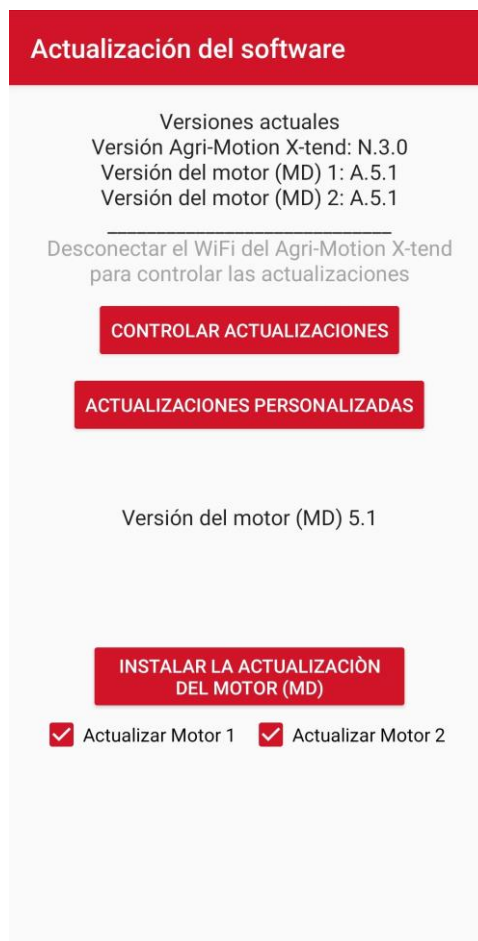 Actualización del software
Versiones actuales
Versión Agri-Motion X-tend: N.3.0
Versión del motor (MD) 1: A.5.1
Versión del motor (MD) 2: A.5.1
Desconectar el WiFi del Agri-Motion X-tend
para controlar las actualizaciones
CONTROLAR ACTUALIZACIONES
ACTUALIZACIONES PERSONALIZADAS
Versión del motor (MD) 5.1
INSTALAR LA ACTUALIZACIÒN
DEL MOTOR (MD)
Actualizar Motor 1 Actualizar Motor 2